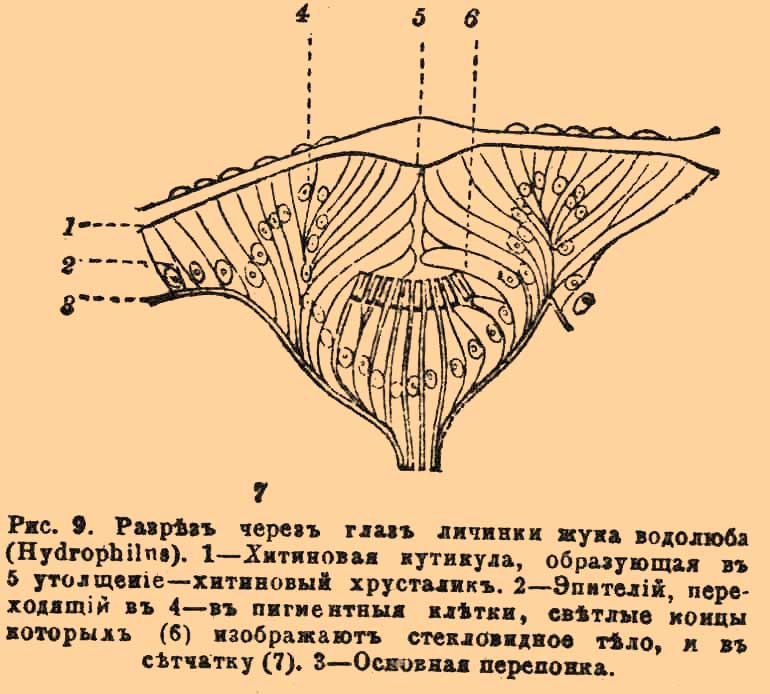 4 5 6
1
2
3
7
Рис. 9. Разрѣзъ черезъ глазъ личинки жука водолюба
(Hydrophilus). 1—Хитиновая кутикула, образующая въ
5 утолщеніе—хитиновый хрусталикъ. 2—Эпителій, пере-
ходящій въ 4—въ пигментныя клѣтки, свѣтлые концы
которыхъ (6) изображаютъ стекловидное тѣло, и въ
сѣтчатку (7). 3—Основная перепонка.